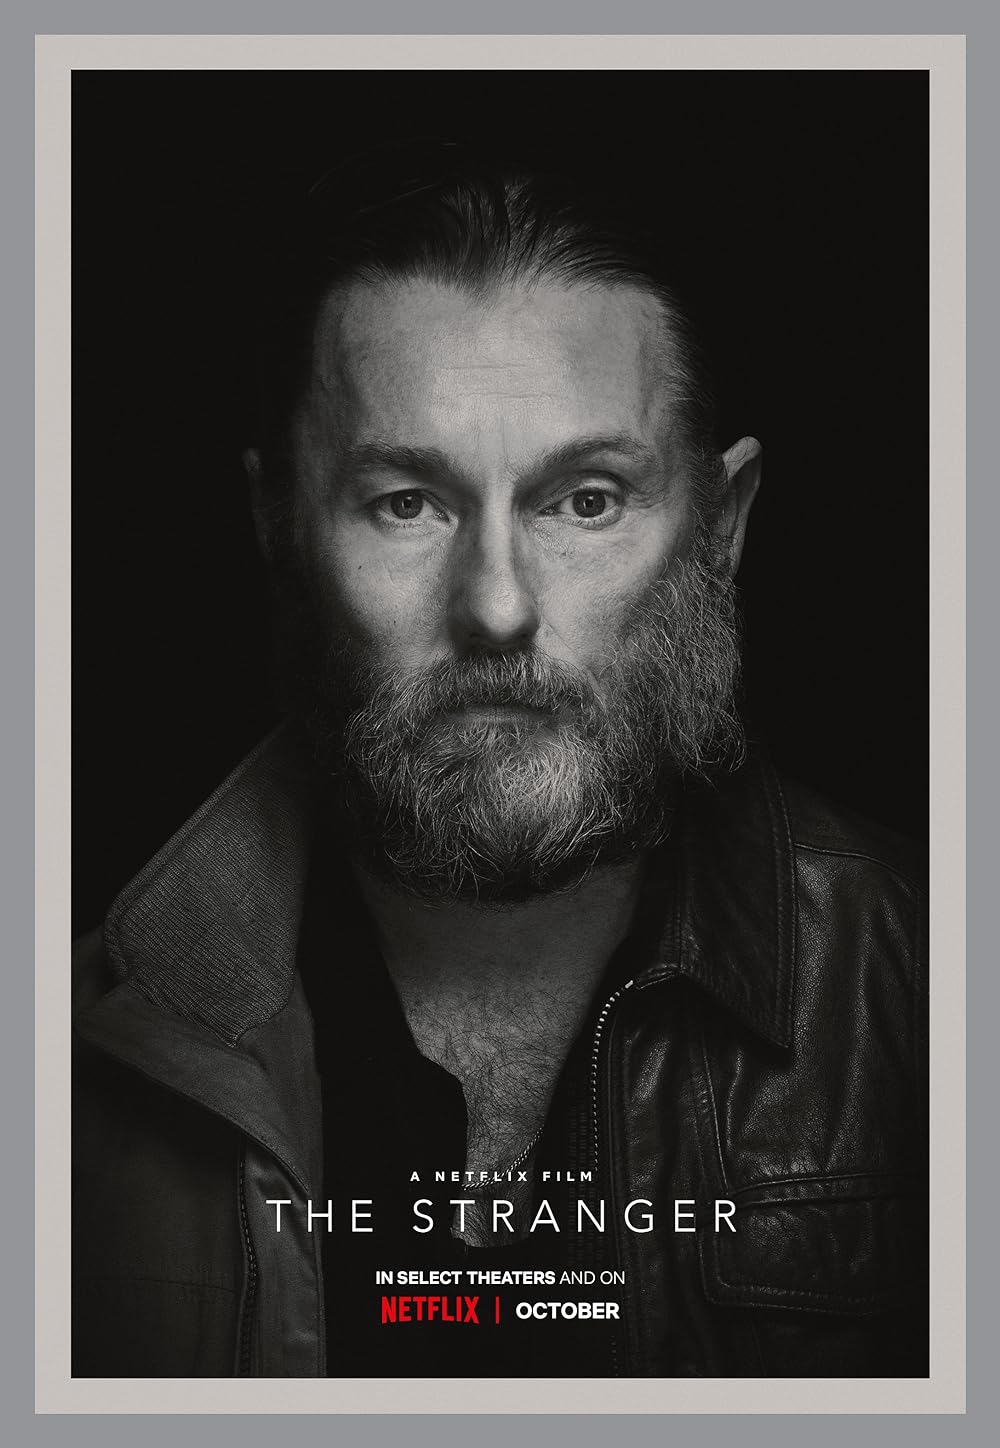 A NETFLIX FILM
THE STRANGER
IN SELECT THEATERS AND ON
NETFLIX | OCTOBER